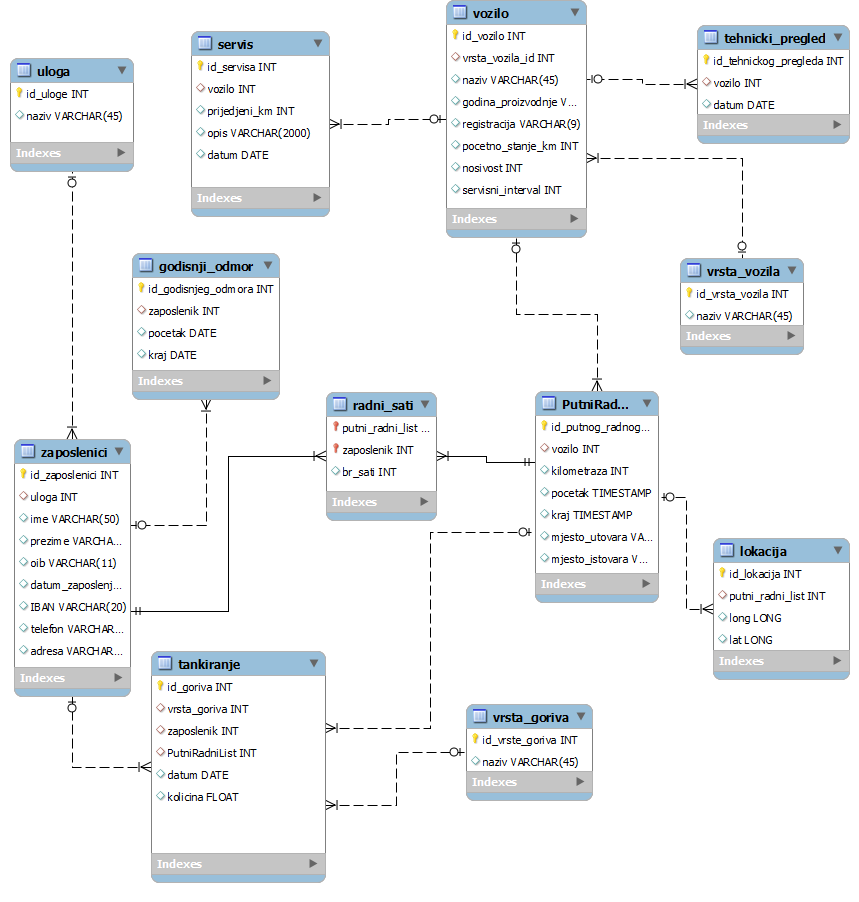 uloga
id_uloge INT
naziv VARCHAR(45)
Indexes
servis
id_servisa INT
vozilo INT
prijedjeni_km INT
opis VARCHAR(2000)
datum DATE
Indexes
vozilo
id_vozilo INT
vrsta_vozila_id INT
naziv VARCHAR(45)
godina_proizvodnje V...
registracija VARCHAR(9)
pocetno_stanje_km INT
nosivost INT
servisni_interval INT
Indexes
tehnicki_pregled
id_tehnickog_pregleda INT
vozilo INT
datum DATE
Indexes
godisnji_odmor
id_godisnjeg_odmora INT
zaposlenik INT
pocetak DATE
kraj DATE
Indexes
vrsta_vozila
id_vrsta_vozila INT
naziv VARCHAR(45)
Indexes
zaposlenici
id_zaposlenici INT
uloga INT
ime VARCHAR(50)
prezime VARCHA...
oib VARCHAR(11)
datum_zaposlenj...
IBAN VARCHAR(20)
telefon VARCHAR...
adresa VARCHAR...
Indexes
radni_sati
putni_radni_list ...
zaposlenik INT
br_sati INT
Indexes
PutniRad...
id_putnog_radnog...
vozilo INT
kilometraza INT
pocetak TIMESTAMP
kraj TIMESTAMP
mjesto_utovara VA...
mjesto_istovara V...
Indexes
lokacija
id_lokacija INT
putni_radni_list INT
long LONG
lat LONG
Indexes
tankiranje
id_goriva INT
vrsta_goriva INT
zaposlenik INT
PutniRadniList INT
datum DATE
kolicina FLOAT
Indexes
vrsta_goriva
id_vrste_goriva INT
naziv VARCHAR(45)
Indexes